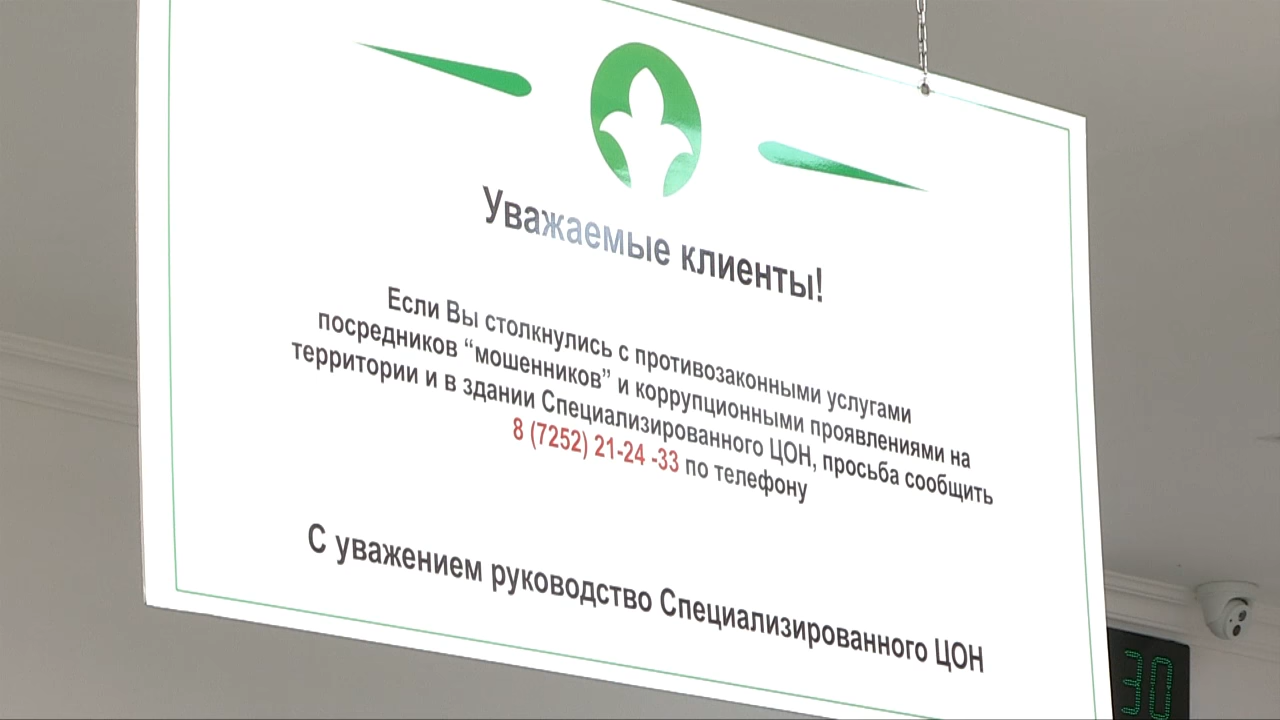 Уважаемые клиенты!
Если Вы столкнулись с противозаконными услугами
посредников “мошенников” и коррупционными проявлениями на
территории и в здании Специализированного ЦОН, просьба сообщить
8 (7252) 21-24 -33 по телефону
С уважением руководство Специализированного ЦОН
30